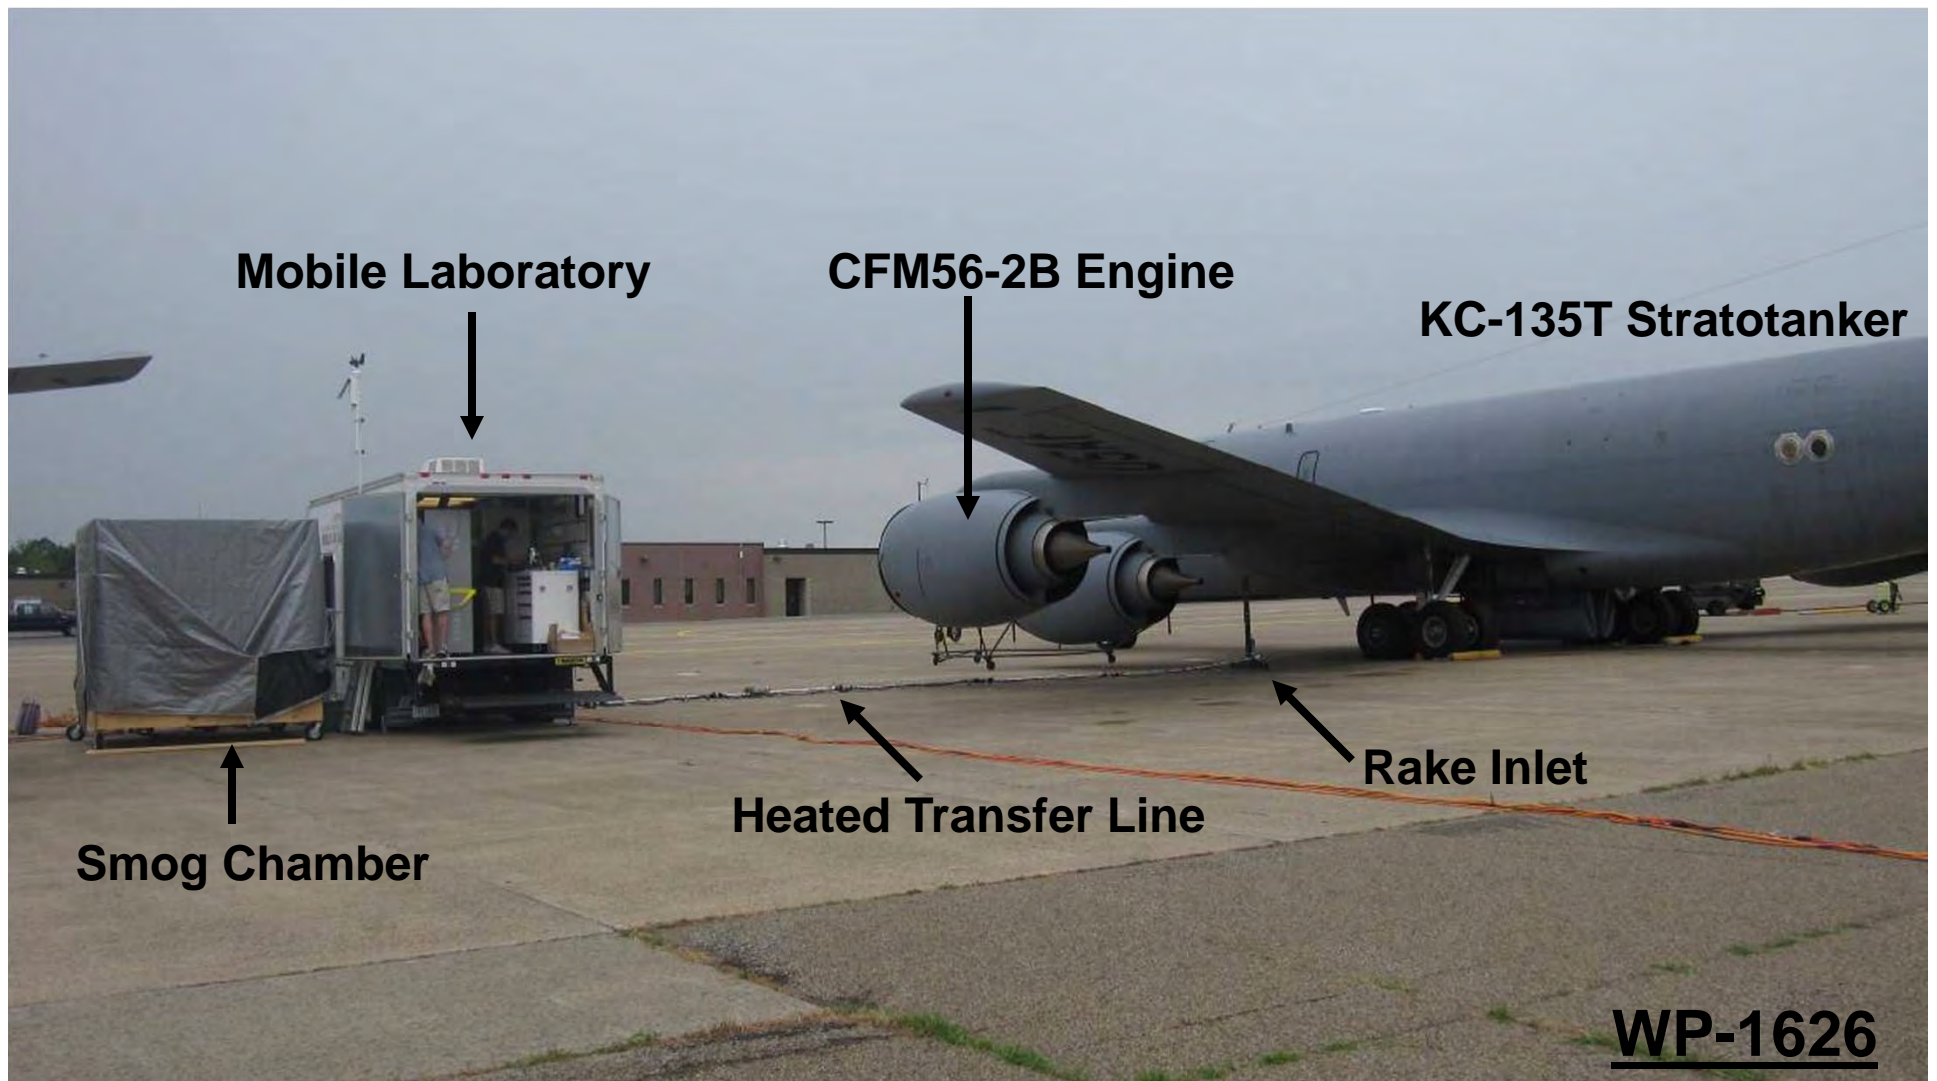 Mobile Laboratory
CFM56-2B Engine
KC-135T Stratotanker
Rake Inlet
Heated Transfer Line
Smog Chamber
WP-1626